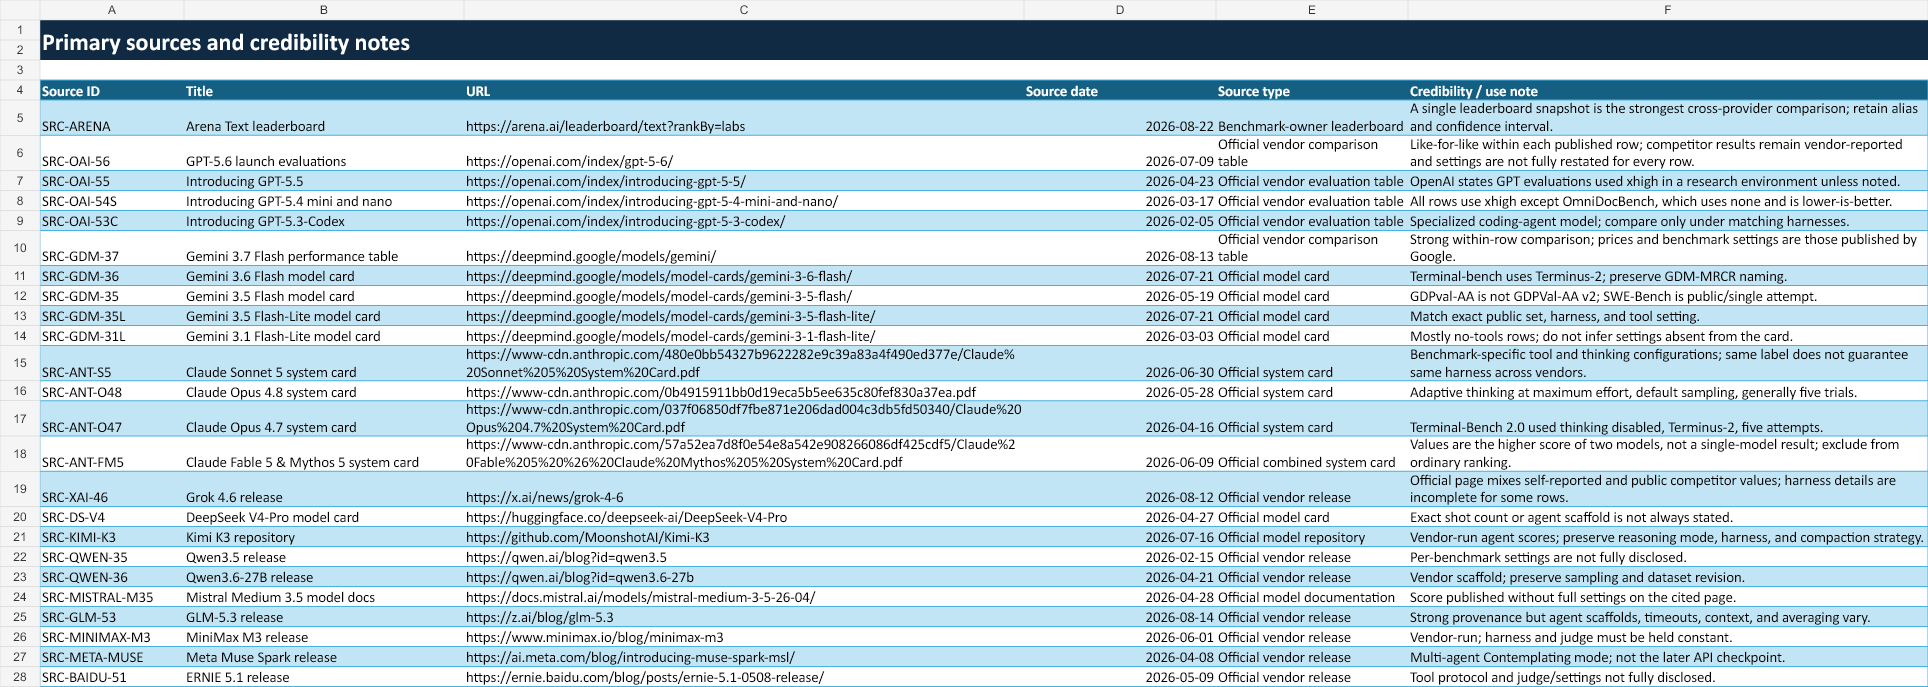 A B C D E F
1
2
Primary sources and credibility notes
3
4 Source ID Title URL Source date Source type Credibility / use note
5 SRC-ARENA Arena Text leaderboard https://arena.ai/leaderboard/text?rankBy=labs 2026-08-22 Benchmark-owner leaderboard A single leaderboard snapshot is the strongest cross-provider comparison; retain alias
and confidence interval.
6 SRC-OAI-56 GPT-5.6 launch evaluations https://openai.com/index/gpt-5-6/ 2026-07-09 Official vendor comparison
table Like-for-like within each published row; competitor results remain vendor-reported
and settings are not fully restated for every row.
7 SRC-OAI-55 Introducing GPT-5.5 https://openai.com/index/introducing-gpt-5-5/ 2026-04-23 Official vendor evaluation table OpenAI states GPT evaluations used xhigh in a research environment unless noted.
8 SRC-OAI-54S Introducing GPT-5.4 mini and nano https://openai.com/index/introducing-gpt-5-4-mini-and-nano/ 2026-03-17 Official vendor evaluation table All rows use xhigh except OmniDocBench, which uses none and is lower-is-better.
9 SRC-OAI-53C Introducing GPT-5.3-Codex https://openai.com/index/introducing-gpt-5-3-codex/ 2026-02-05 Official vendor evaluation table Specialized coding-agent model; compare only under matching harnesses.
10 SRC-GDM-37 Gemini 3.7 Flash performance table https://deepmind.google/models/gemini/ 2026-08-13 Official vendor comparison
table Strong within-row comparison; prices and benchmark settings are those published by
Google.
11 SRC-GDM-36 Gemini 3.6 Flash model card https://deepmind.google/models/model-cards/gemini-3-6-flash/ 2026-07-21 Official model card Terminal-bench uses Terminus-2; preserve GDM-MRCR naming.
12 SRC-GDM-35 Gemini 3.5 Flash model card https://deepmind.google/models/model-cards/gemini-3-5-flash/ 2026-05-19 Official model card GDPval-AA is not GDPVal-AA v2; SWE-Bench is public/single attempt.
13 SRC-GDM-35L Gemini 3.5 Flash-Lite model card https://deepmind.google/models/model-cards/gemini-3-5-flash-lite/ 2026-07-21 Official model card Match exact public set, harness, and tool setting.
14 SRC-GDM-31L Gemini 3.1 Flash-Lite model card https://deepmind.google/models/model-cards/gemini-3-1-flash-lite/ 2026-03-03 Official model card Mostly no-tools rows; do not infer settings absent from the card.
15 SRC-ANT-S5 Claude Sonnet 5 system card https://www-cdn.anthropic.com/480e0bb54327b9622282e9c39a83a4f490ed377e/Claude%
20Sonnet%205%20System%20Card.pdf 2026-06-30 Official system card Benchmark-specific tool and thinking configurations; same label does not guarantee
same harness across vendors.
16 SRC-ANT-O48 Claude Opus 4.8 system card https://www-cdn.anthropic.com/0b4915911bb0d19eca5b5ee635c80fef830a37ea.pdf 2026-05-28 Official system card Adaptive thinking at maximum effort, default sampling, generally five trials.
17 SRC-ANT-O47 Claude Opus 4.7 system card https://www-cdn.anthropic.com/037f06850df7fbe871e206dad004c3db5fd50340/Claude%20
Opus%204.7%20System%20Card.pdf 2026-04-16 Official system card Terminal-Bench 2.0 used thinking disabled, Terminus-2, five attempts.
18 SRC-ANT-FM5 Claude Fable 5 & Mythos 5 system card https://www-cdn.anthropic.com/57a52ea7d8f0e54e8a542e908266086df425cdf5/Claude%2
0Fable%205%20%26%20Claude%20Mythos%205%20System%20Card.pdf 2026-06-09 Official combined system card Values are the higher score of two models, not a single-model result; exclude from
ordinary ranking.
19 SRC-XAI-46 Grok 4.6 release https://x.ai/news/grok-4-6 2026-08-12 Official vendor release Official page mixes self-reported and public competitor values; harness details are
incomplete for some rows.
20 SRC-DS-V4 DeepSeek V4-Pro model card https://huggingface.co/deepseek-ai/DeepSeek-V4-Pro 2026-04-27 Official model card Exact shot count or agent scaffold is not always stated.
21 SRC-KIMI-K3 Kimi K3 repository https://github.com/MoonshotAI/Kimi-K3 2026-07-16 Official model repository Vendor-run agent scores; preserve reasoning mode, harness, and compaction strategy.
22 SRC-QWEN-35 Qwen3.5 release https://qwen.ai/blog?id=qwen3.5 2026-02-15 Official vendor release Per-benchmark settings are not fully disclosed.
23 SRC-QWEN-36 Qwen3.6-27B release https://qwen.ai/blog?id=qwen3.6-27b 2026-04-21 Official vendor release Vendor scaffold; preserve sampling and dataset revision.
24 SRC-MISTRAL-M35 Mistral Medium 3.5 model docs https://docs.mistral.ai/models/mistral-medium-3-5-26-04/ 2026-04-28 Official model documentation Score published without full settings on the cited page.
25 SRC-GLM-53 GLM-5.3 release https://z.ai/blog/glm-5.3 2026-08-14 Official vendor release Strong provenance but agent scaffolds, timeouts, context, and averaging vary.
26 SRC-MINIMAX-M3 MiniMax M3 release https://www.minimax.io/blog/minimax-m3 2026-06-01 Official vendor release Vendor-run; harness and judge must be held constant.
27 SRC-META-MUSE Meta Muse Spark release https://ai.meta.com/blog/introducing-muse-spark-msl/ 2026-04-08 Official vendor release Multi-agent Contemplating mode; not the later API checkpoint.
28 SRC-BAIDU-51 ERNIE 5.1 release https://ernie.baidu.com/blog/posts/ernie-5.1-0508-release/ 2026-05-09 Official vendor release Tool protocol and judge/settings not fully disclosed.